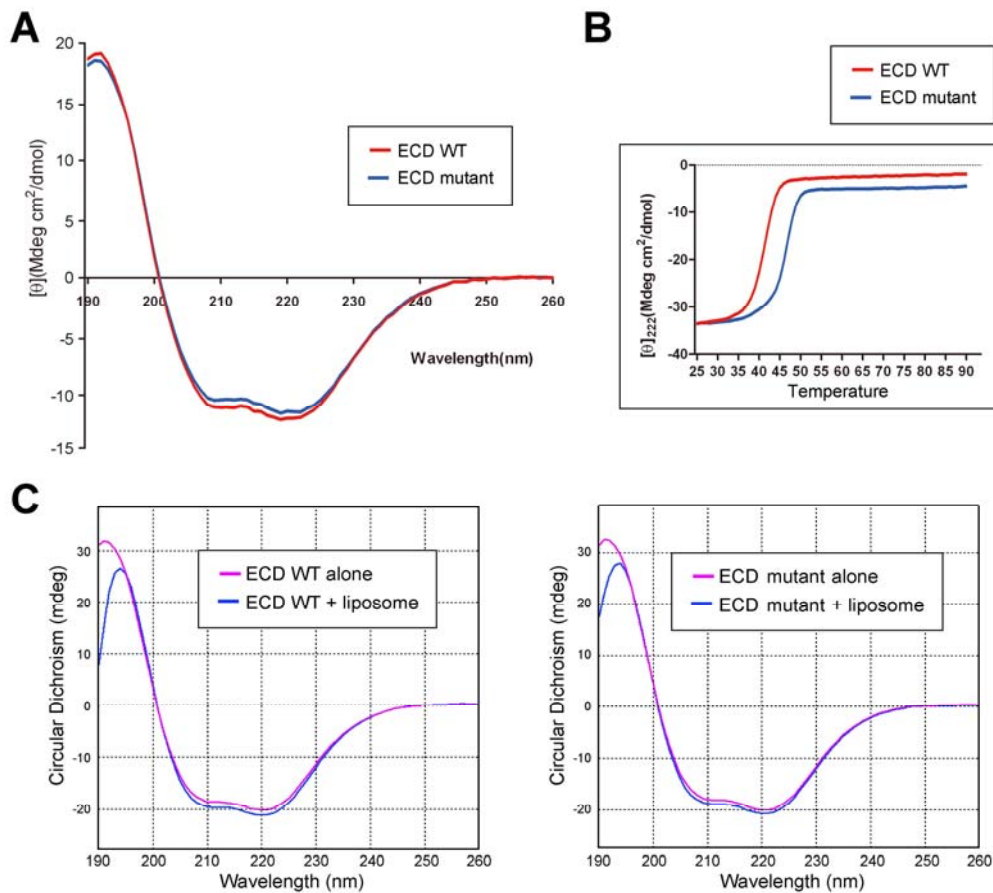 A
20
15
10
5
0
-5
-10
-15
[θ](Mdeg cm²/dmol)
190 200 210 220 230 240 250 260
Wavelength(nm)
ECD WT
ECD mutant
B
ECD WT
ECD mutant
0
-10
-20
-30
-40
[θ]₂₂₂(Mdeg cm²/dmol)
25 30 35 40 45 50 55 60 65 70 75 80 85 90
Temperature
C
30
20
10
0
-10
-20
Circular Dichroism (mdeg)
ECD WT alone
ECD WT + liposome
190 200 210 220 230 240 250 260
Wavelength (nm)
30
20
10
0
-10
-20
Circular Dichroism (mdeg)
ECD mutant alone
ECD mutant + liposome
190 200 210 220 230 240 250 260
Wavelength (nm)